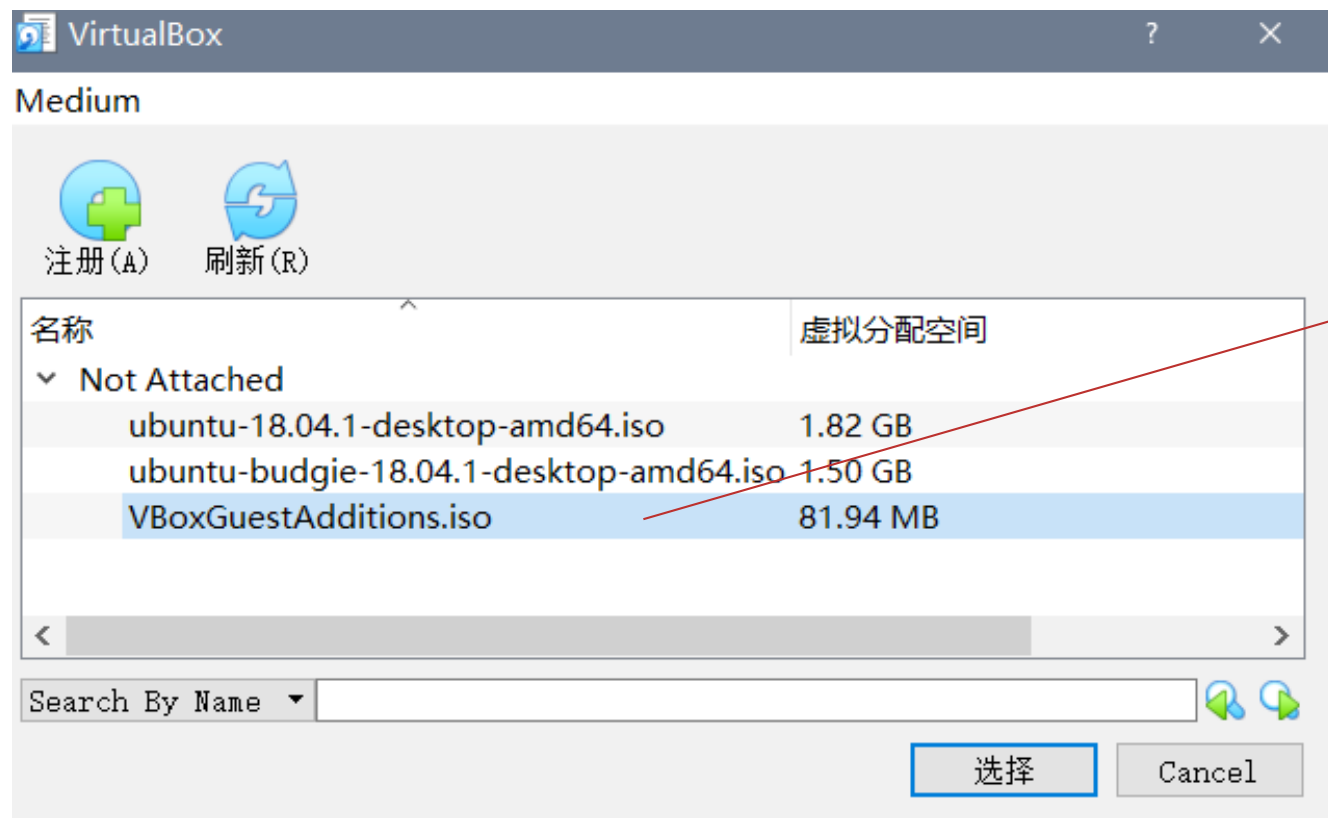 VirtualBox ?
Medium
注册(A) 刷新(R)
名称 虚拟分配空间
Not Attached
ubuntu-18.04.1-desktop-amd64.iso 1.82 GB
ubuntu-budgie-18.04.1-desktop-amd64.iso 1.50 GB
VBoxGuestAdditions.iso 81.94 MB
Search By Name
选择 Cancel